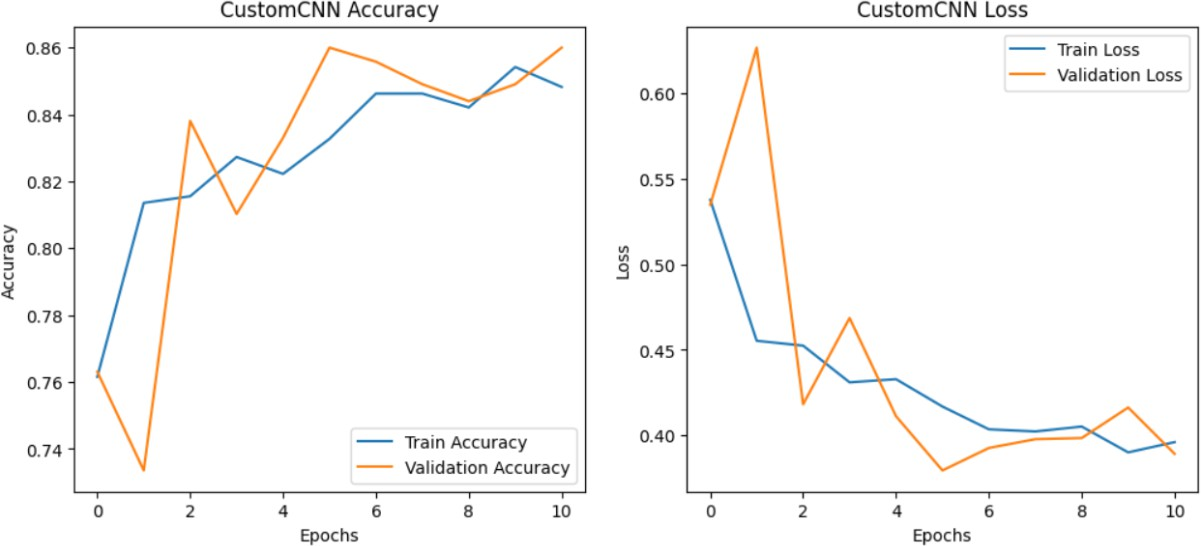 CustomCNN Accuracy
0.86
0.84
0.82
0.80
0.78
0.76
0.74
Accuracy
0 2 4 6 8 10
Epochs
Train Accuracy
Validation Accuracy
CustomCNN Loss
0.60
0.55
0.50
0.45
0.40
Loss
0 2 4 6 8 10
Epochs
Train Loss
Validation Loss